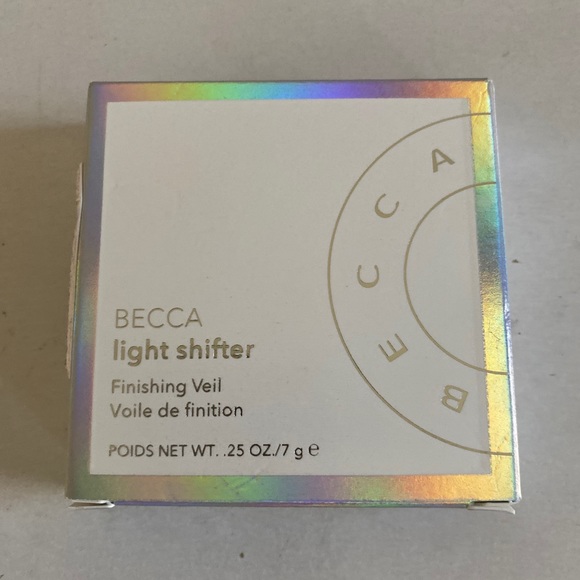 BECCA
BECCA
light shifter
Finishing Veil
Voile de finition
POIDS NET WT. .25 OZ./7 g ℮